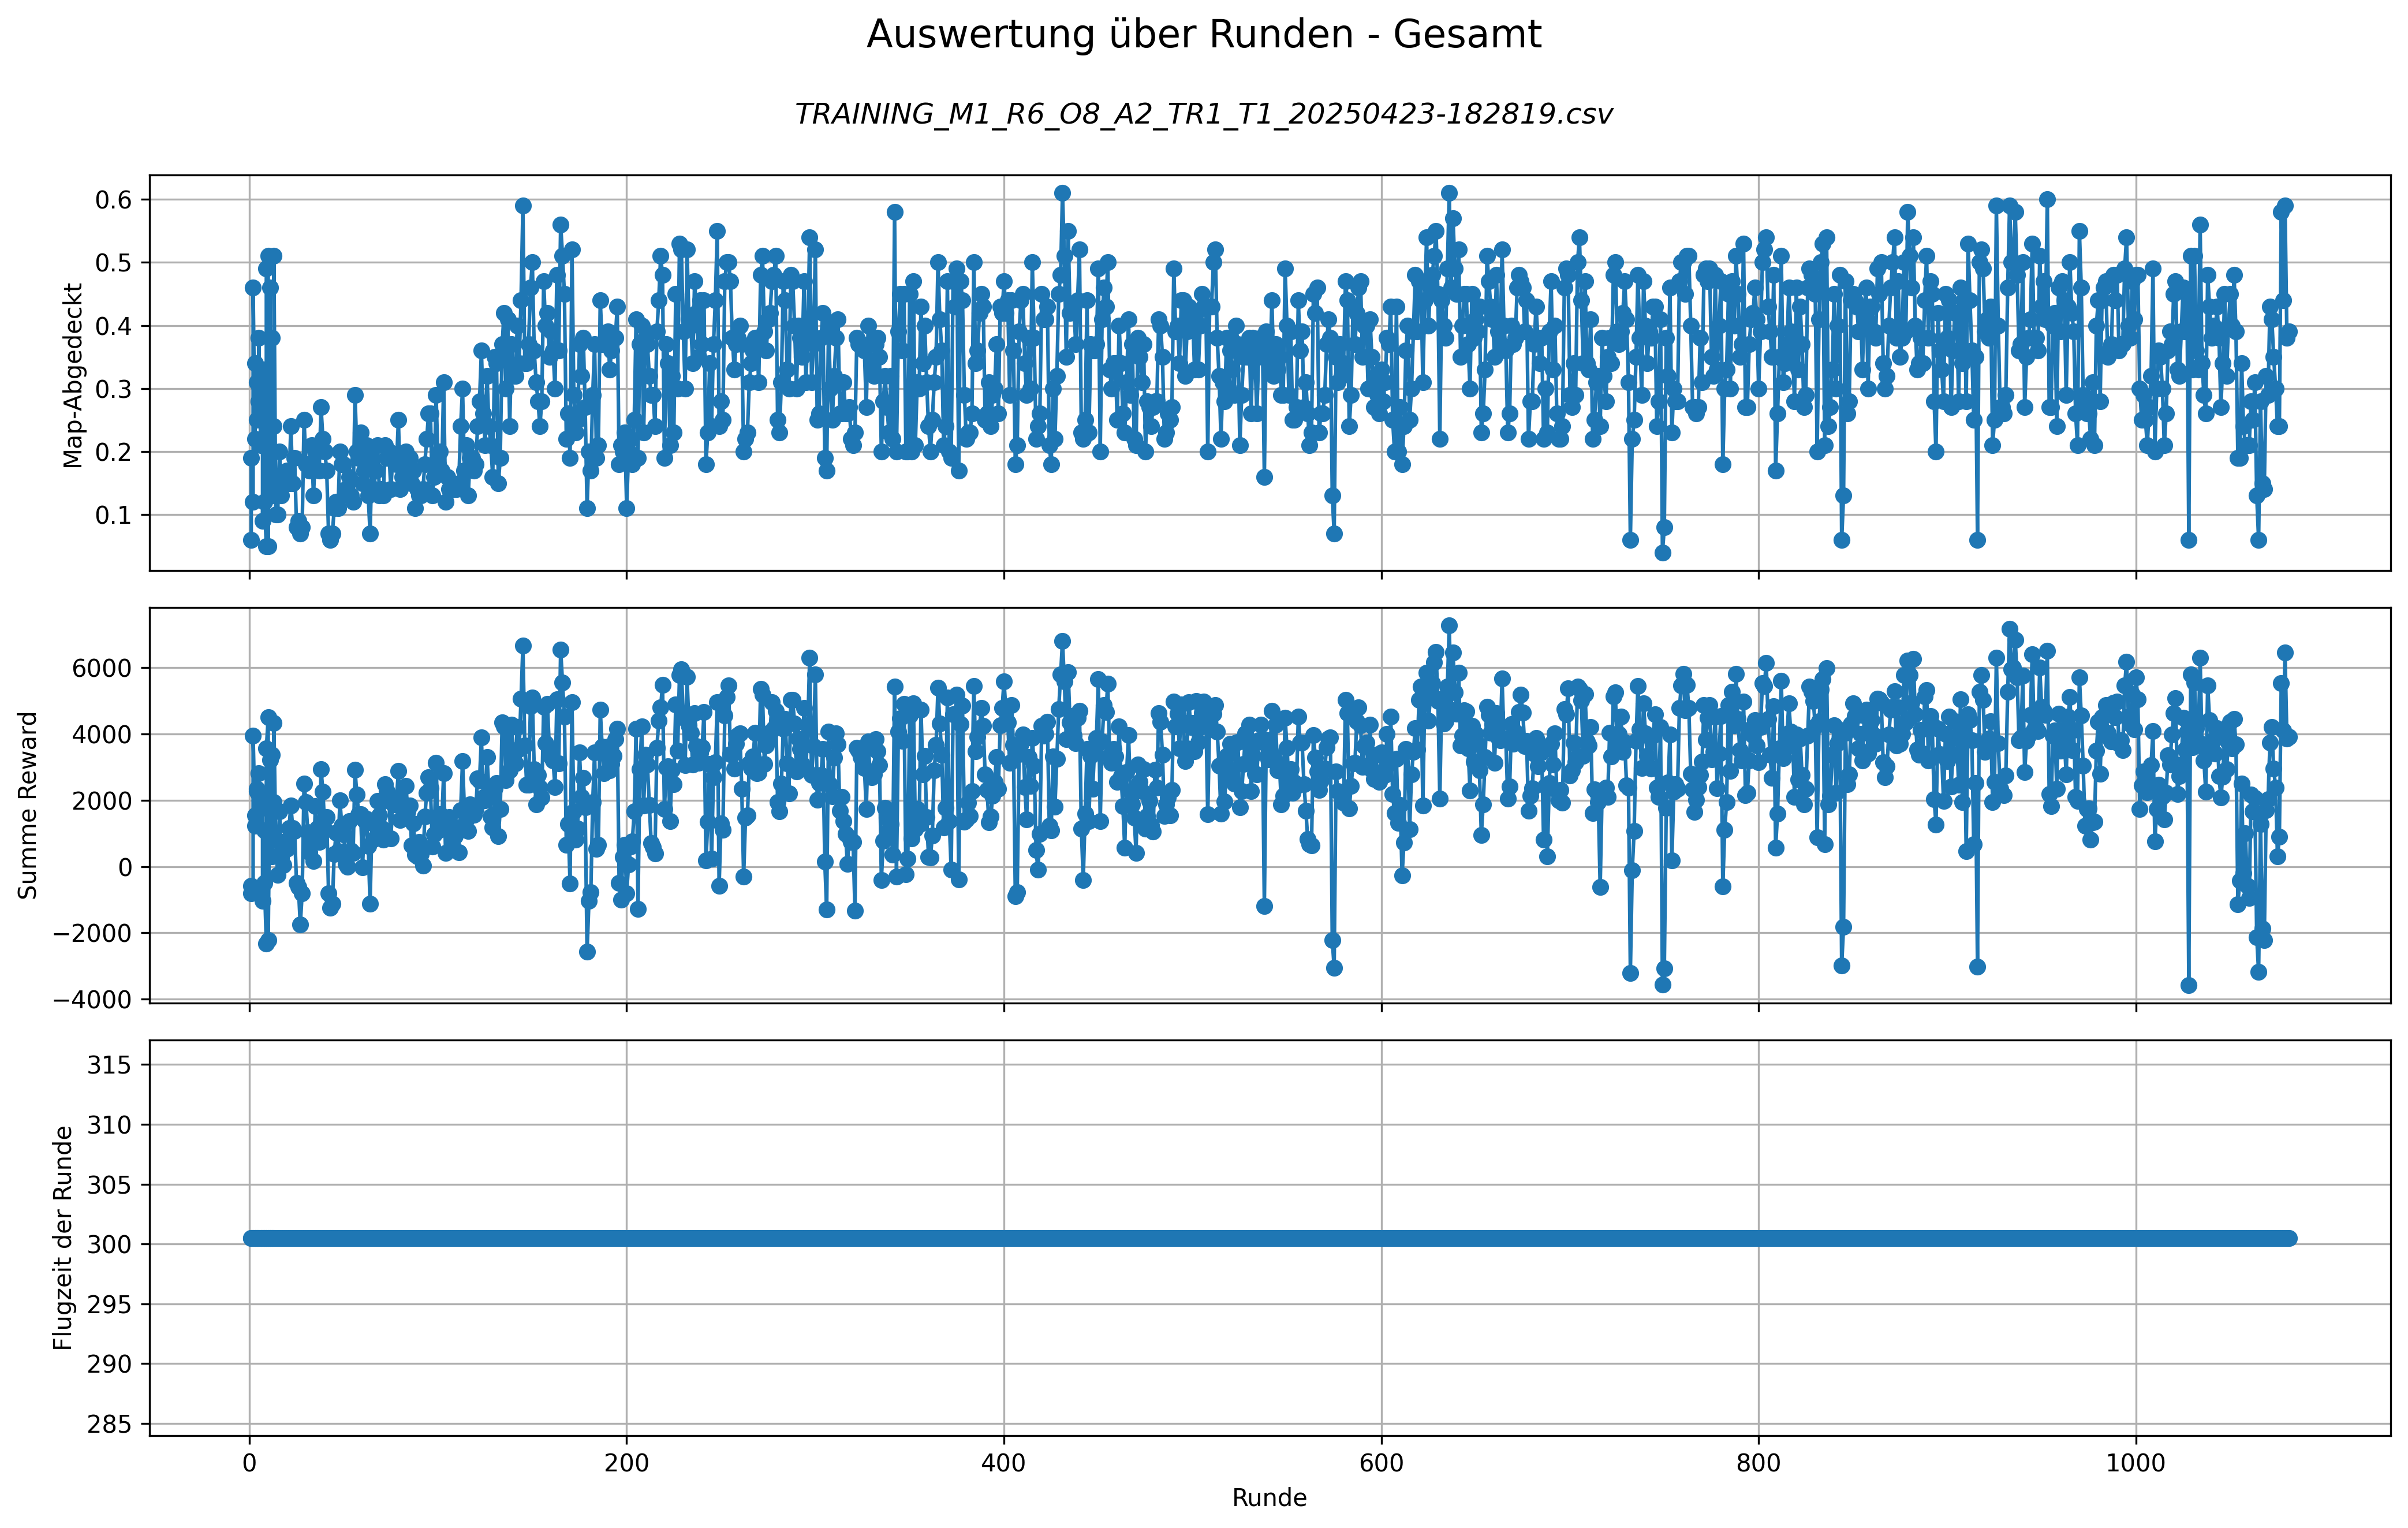 Auswertung über Runden - Gesamt
TRAINING_M1_R6_O8_A2_TR1_T1_20250423-182819.csv
Map-Abgedeckt
0.6
0.5
0.4
0.3
0.2
0.1
Summe Reward
6000
4000
2000
0
−2000
−4000
Flugzeit der Runde
315
310
305
300
295
290
285
0 200 400 600 800 1000
Runde